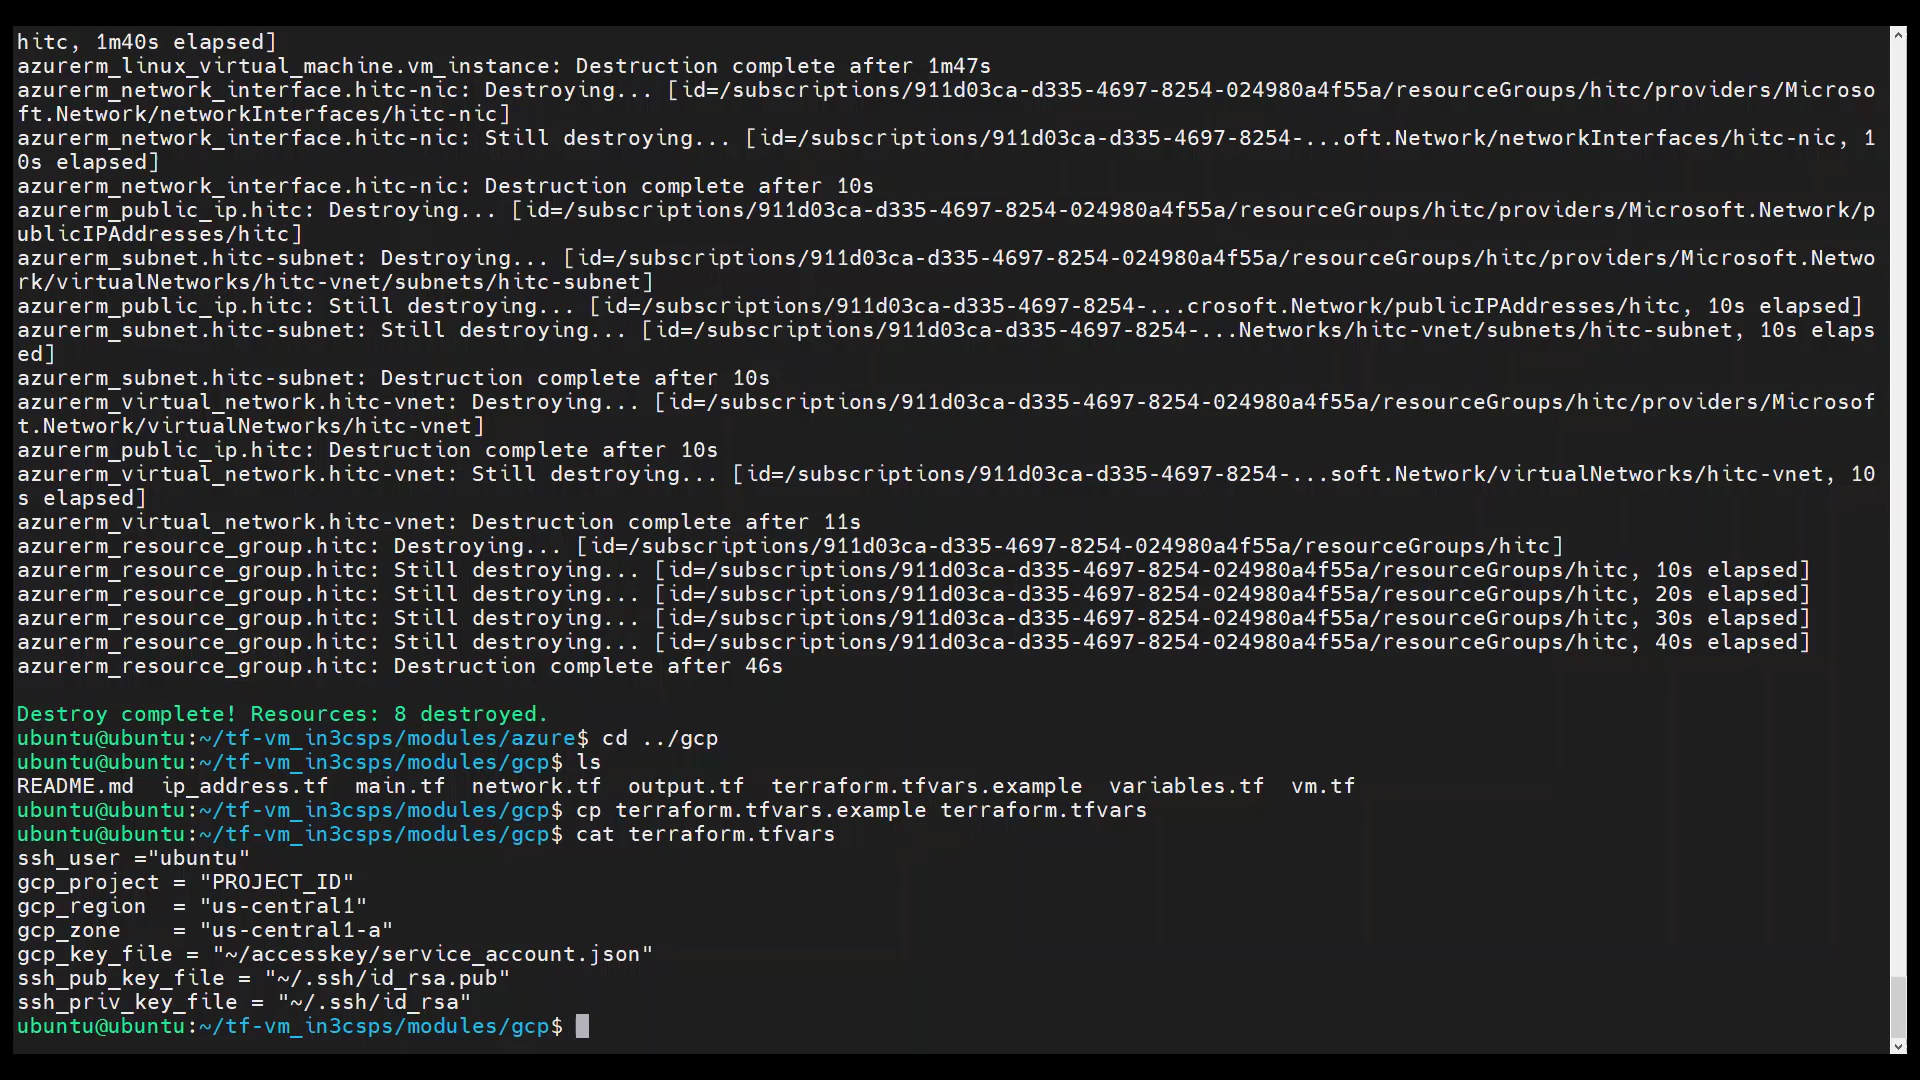 hitc, 1m40s elapsed]
azurerm_linux_virtual_machine.vm_instance: Destruction complete after 1m47s
azurerm_network_interface.hitc-nic: Destroying... [id=/subscriptions/911d03ca-d335-4697-8254-024980a4f55a/resourceGroups/hitc/providers/Microso
ft.Network/networkInterfaces/hitc-nic]
azurerm_network_interface.hitc-nic: Still destroying... [id=/subscriptions/911d03ca-d335-4697-8254-...oft.Network/networkInterfaces/hitc-nic, 1
0s elapsed]
azurerm_network_interface.hitc-nic: Destruction complete after 10s
azurerm_public_ip.hitc: Destroying... [id=/subscriptions/911d03ca-d335-4697-8254-024980a4f55a/resourceGroups/hitc/providers/Microsoft.Network/p
ublicIPAddresses/hitc]
azurerm_subnet.hitc-subnet: Destroying... [id=/subscriptions/911d03ca-d335-4697-8254-024980a4f55a/resourceGroups/hitc/providers/Microsoft.Netwo
rk/virtualNetworks/hitc-vnet/subnets/hitc-subnet]
azurerm_public_ip.hitc: Still destroying... [id=/subscriptions/911d03ca-d335-4697-8254-...crosoft.Network/publicIPAddresses/hitc, 10s elapsed]
azurerm_subnet.hitc-subnet: Still destroying... [id=/subscriptions/911d03ca-d335-4697-8254-...Networks/hitc-vnet/subnets/hitc-subnet, 10s elaps
ed]
azurerm_subnet.hitc-subnet: Destruction complete after 10s
azurerm_virtual_network.hitc-vnet: Destroying... [id=/subscriptions/911d03ca-d335-4697-8254-024980a4f55a/resourceGroups/hitc/providers/Microsof
t.Network/virtualNetworks/hitc-vnet]
azurerm_public_ip.hitc: Destruction complete after 10s
azurerm_virtual_network.hitc-vnet: Still destroying... [id=/subscriptions/911d03ca-d335-4697-8254-...soft.Network/virtualNetworks/hitc-vnet, 10
s elapsed]
azurerm_virtual_network.hitc-vnet: Destruction complete after 11s
azurerm_resource_group.hitc: Destroying... [id=/subscriptions/911d03ca-d335-4697-8254-024980a4f55a/resourceGroups/hitc]
azurerm_resource_group.hitc: Still destroying... [id=/subscriptions/911d03ca-d335-4697-8254-024980a4f55a/resourceGroups/hitc, 10s elapsed]
azurerm_resource_group.hitc: Still destroying... [id=/subscriptions/911d03ca-d335-4697-8254-024980a4f55a/resourceGroups/hitc, 20s elapsed]
azurerm_resource_group.hitc: Still destroying... [id=/subscriptions/911d03ca-d335-4697-8254-024980a4f55a/resourceGroups/hitc, 30s elapsed]
azurerm_resource_group.hitc: Still destroying... [id=/subscriptions/911d03ca-d335-4697-8254-024980a4f55a/resourceGroups/hitc, 40s elapsed]
azurerm_resource_group.hitc: Destruction complete after 46s
Destroy complete! Resources: 8 destroyed.
ubuntu@ubuntu:~/tf-vm_in3csps/modules/azure$ cd ../gcp
ubuntu@ubuntu:~/tf-vm_in3csps/modules/gcp$ ls
README.md  ip_address.tf  main.tf  network.tf  output.tf  terraform.tfvars.example  variables.tf  vm.tf
ubuntu@ubuntu:~/tf-vm_in3csps/modules/gcp$ cp terraform.tfvars.example terraform.tfvars
ubuntu@ubuntu:~/tf-vm_in3csps/modules/gcp$ cat terraform.tfvars
ssh_user ="ubuntu"
gcp_project = "PROJECT_ID"
gcp_region  = "us-central1"
gcp_zone    = "us-central1-a"
gcp_key_file = "~/accesskey/service_account.json"
ssh_pub_key_file = "~/.ssh/id_rsa.pub"
ssh_priv_key_file = "~/.ssh/id_rsa"
ubuntu@ubuntu:~/tf-vm_in3csps/modules/gcp$